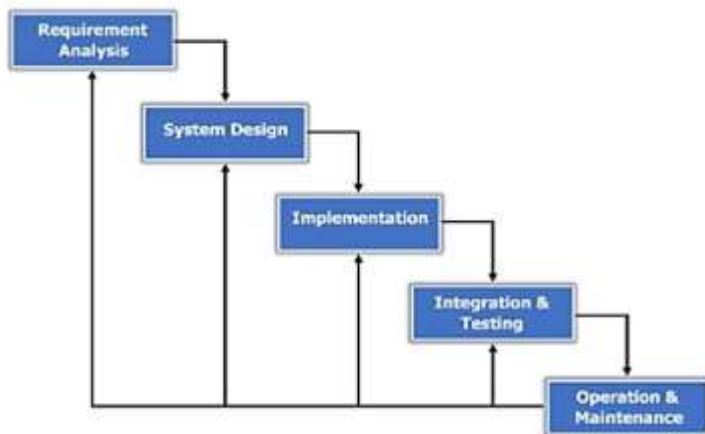 Requirement
Analysis
System Design
Implementation
Integration &
Testing
Operation &
Maintenance